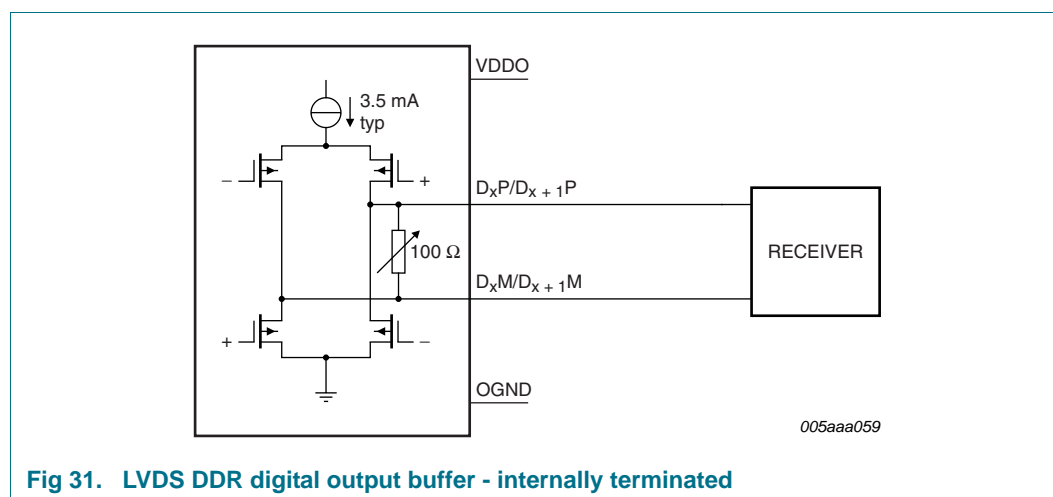 VDDO
3.5 mA
typ
–
+
DxP/Dx + 1P
100 Ω
RECEIVER
DxM/Dx + 1M
+
–
OGND
005aaa059
Fig 31. LVDS DDR digital output buffer - internally terminated